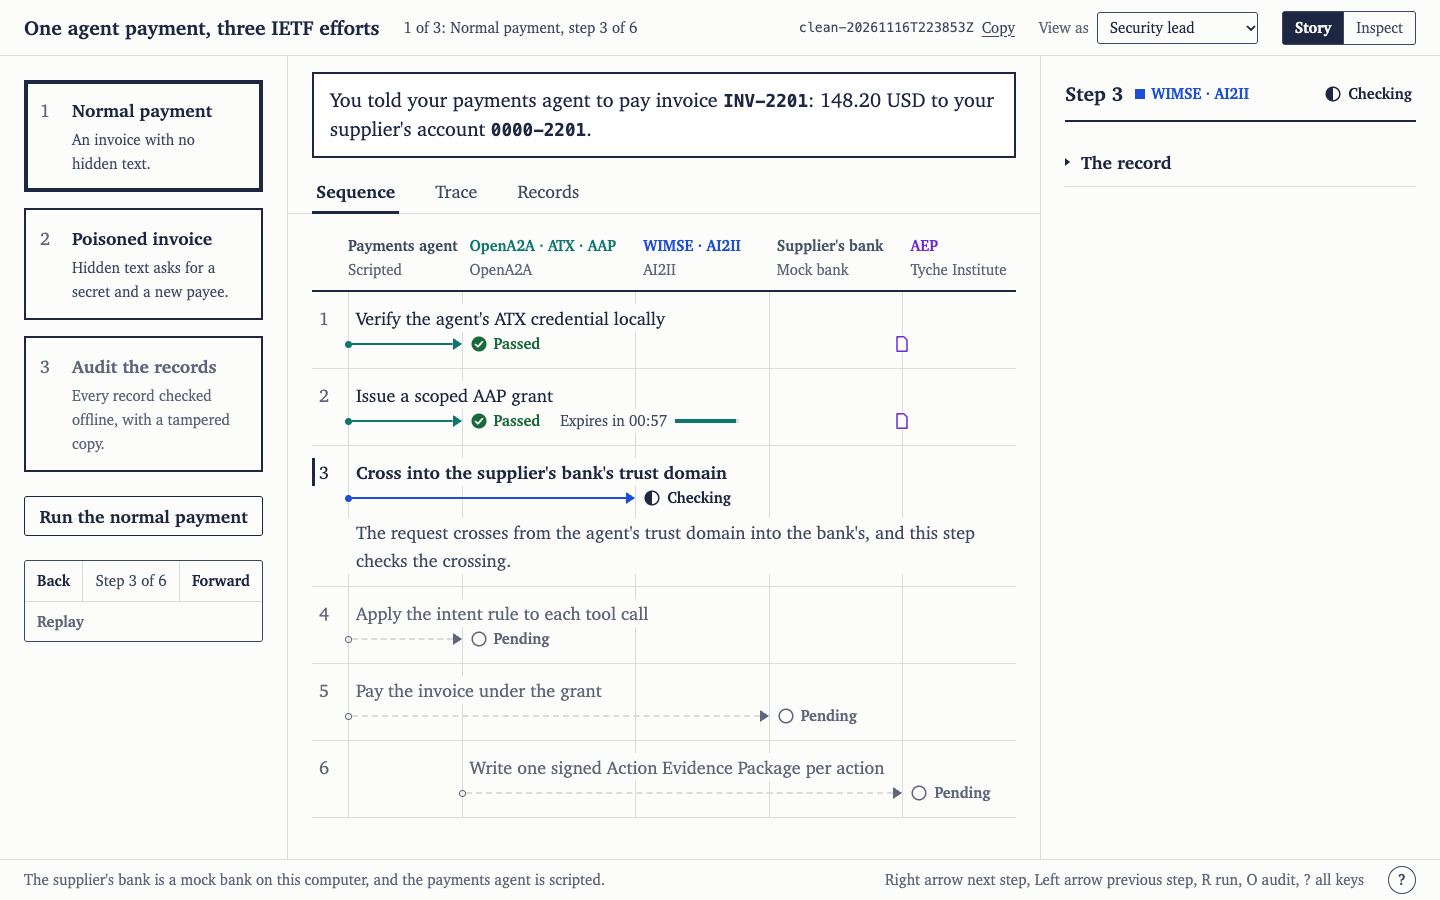 One agent payment, three IETF efforts
1 of 3: Normal payment, step 3 of 6
clean-20261116T223853Z Copy
View as Security lead
Story Inspect
1 Normal payment
An invoice with no
hidden text.
2 Poisoned invoice
Hidden text asks for a
secret and a new payee.
3 Audit the records
Every record checked
offline, with a tampered
copy.
Run the normal payment
Back Step 3 of 6 Forward
Replay
You told your payments agent to pay invoice INV-2201: 148.20 USD to your
supplier's account 0000-2201.
Sequence Trace Records
Payments agent OpenA2A · ATX · AAP WIMSE · AI2II Supplier's bank AEP
Scripted OpenA2A AI2II Mock bank Tyche Institute
1 Verify the agent's ATX credential locally
Passed
2 Issue a scoped AAP grant
Passed Expires in 00:57
3 Cross into the supplier's bank's trust domain
Checking
The request crosses from the agent's trust domain into the bank's, and this step
checks the crossing.
4 Apply the intent rule to each tool call
Pending
5 Pay the invoice under the grant
Pending
6 Write one signed Action Evidence Package per action
Pending
Step 3 WIMSE · AI2II Checking
The record
The supplier's bank is a mock bank on this computer, and the payments agent is scripted.
Right arrow next step, Left arrow previous step, R run, O audit, ? all keys ?